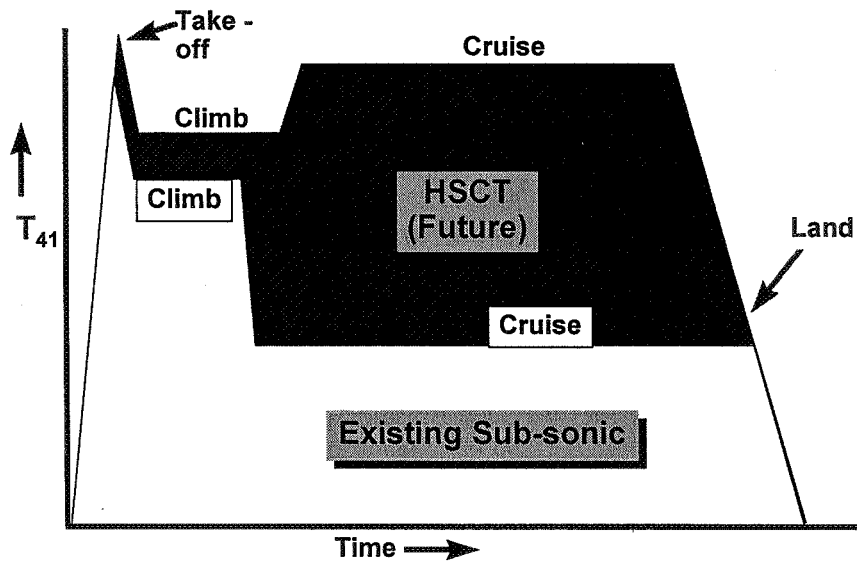 Take -
off
Cruise
Climb
Climb
T41
HSCT
(Future)
Land
Cruise
Existing Sub-sonic
Time